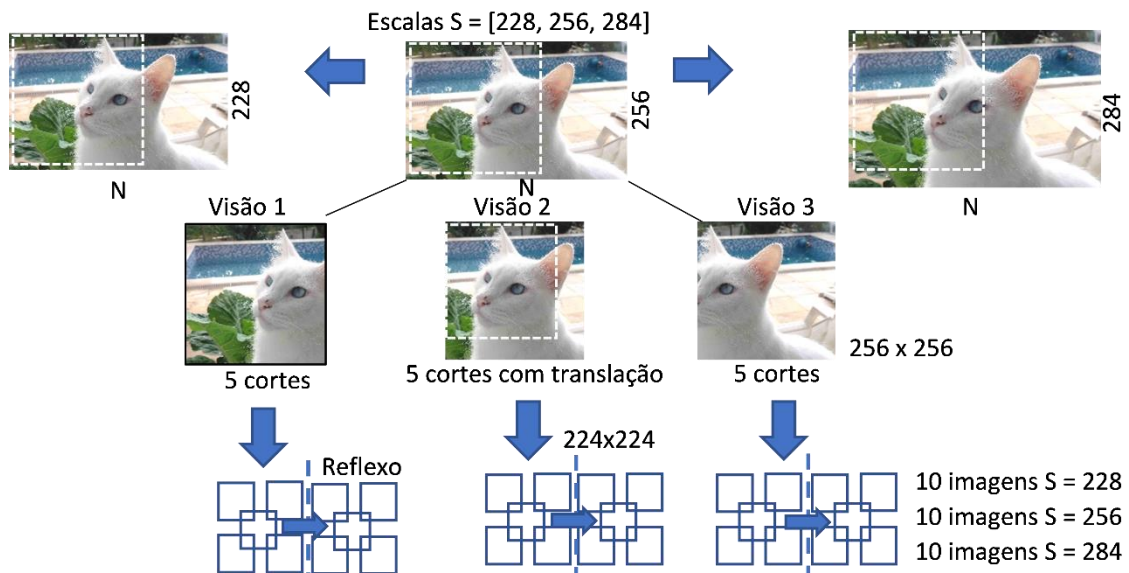 Escalas S = [228, 256, 284]
228
256
284
N
N
N
Visão 1
Visão 2
Visão 3
256 x 256
5 cortes
5 cortes com translação
5 cortes
224x224
Reflexo
10 imagens S = 228
10 imagens S = 256
10 imagens S = 284